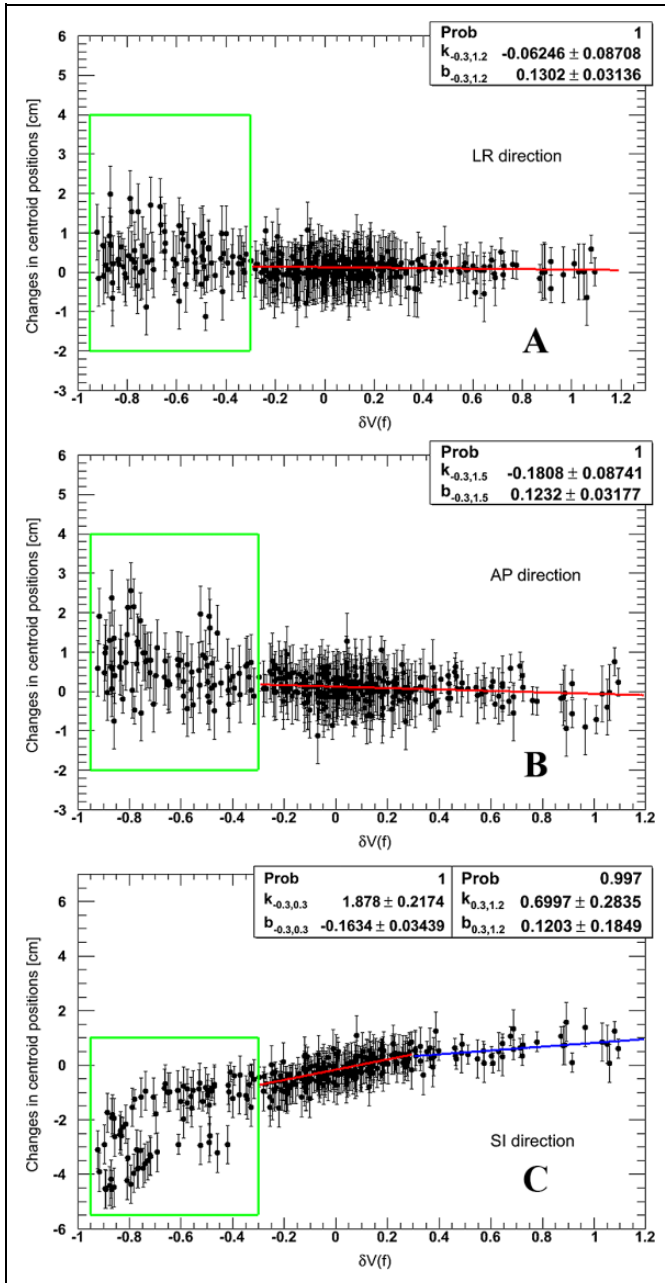 Prob 1
k-0.3,1.2 -0.06246 ± 0.08708
b-0.3,1.2 0.1302 ± 0.03136
6
5
4
3
2
1
0
-1
-2
-3
Changes in centroid positions [cm]
LR direction
A
-1 -0.8 -0.6 -0.4 -0.2 0 0.2 0.4 0.6 0.8 1 1.2
δV(f)
Prob 1
k-0.3,1.5 -0.1808 ± 0.08741
b-0.3,1.5 0.1232 ± 0.03177
6
5
4
3
2
1
0
-1
-2
-3
Changes in centroid positions [cm]
AP direction
B
-1 -0.8 -0.6 -0.4 -0.2 0 0.2 0.4 0.6 0.8 1 1.2
δV(f)
Prob 1
k-0.3,0.3 1.878 ± 0.2174
b-0.3,0.3 -0.1634 ± 0.03439
Prob 0.997
k0.3,1.2 0.6997 ± 0.2835
b0.3,1.2 0.1203 ± 0.1849
6
4
2
0
-2
-4
-6
Changes in centroid positions [cm]
SI direction
C
-1 -0.8 -0.6 -0.4 -0.2 0 0.2 0.4 0.6 0.8 1 1.2
δV(f)